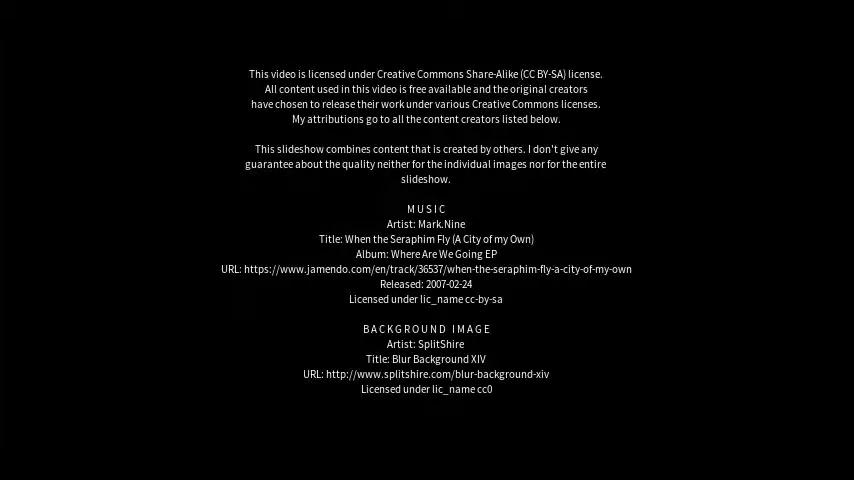 This video is licensed under Creative Commons Share-Alike (CC BY-SA) license.
All content used in this video is free available and the original creators
have chosen to release their work under various Creative Commons licenses.
My attributions go to all the content creators listed below.
This slideshow combines content that is created by others. I don't give any
guarantee about the quality neither for the individual images nor for the entire
slideshow.
MUSIC
Artist: Mark.Nine
Title: When the Seraphim Fly (A City of my Own)
Album: Where Are We Going EP
URL: https://www.jamendo.com/en/track/36537/when-the-seraphim-fly-a-city-of-my-own
Released: 2007-02-24
Licensed under lic_name cc-by-sa
BACKGROUND IMAGE
Artist: SplitShire
Title: Blur Background XIV
URL: http://www.splitshire.com/blur-background-xiv
Licensed under lic_name cc0